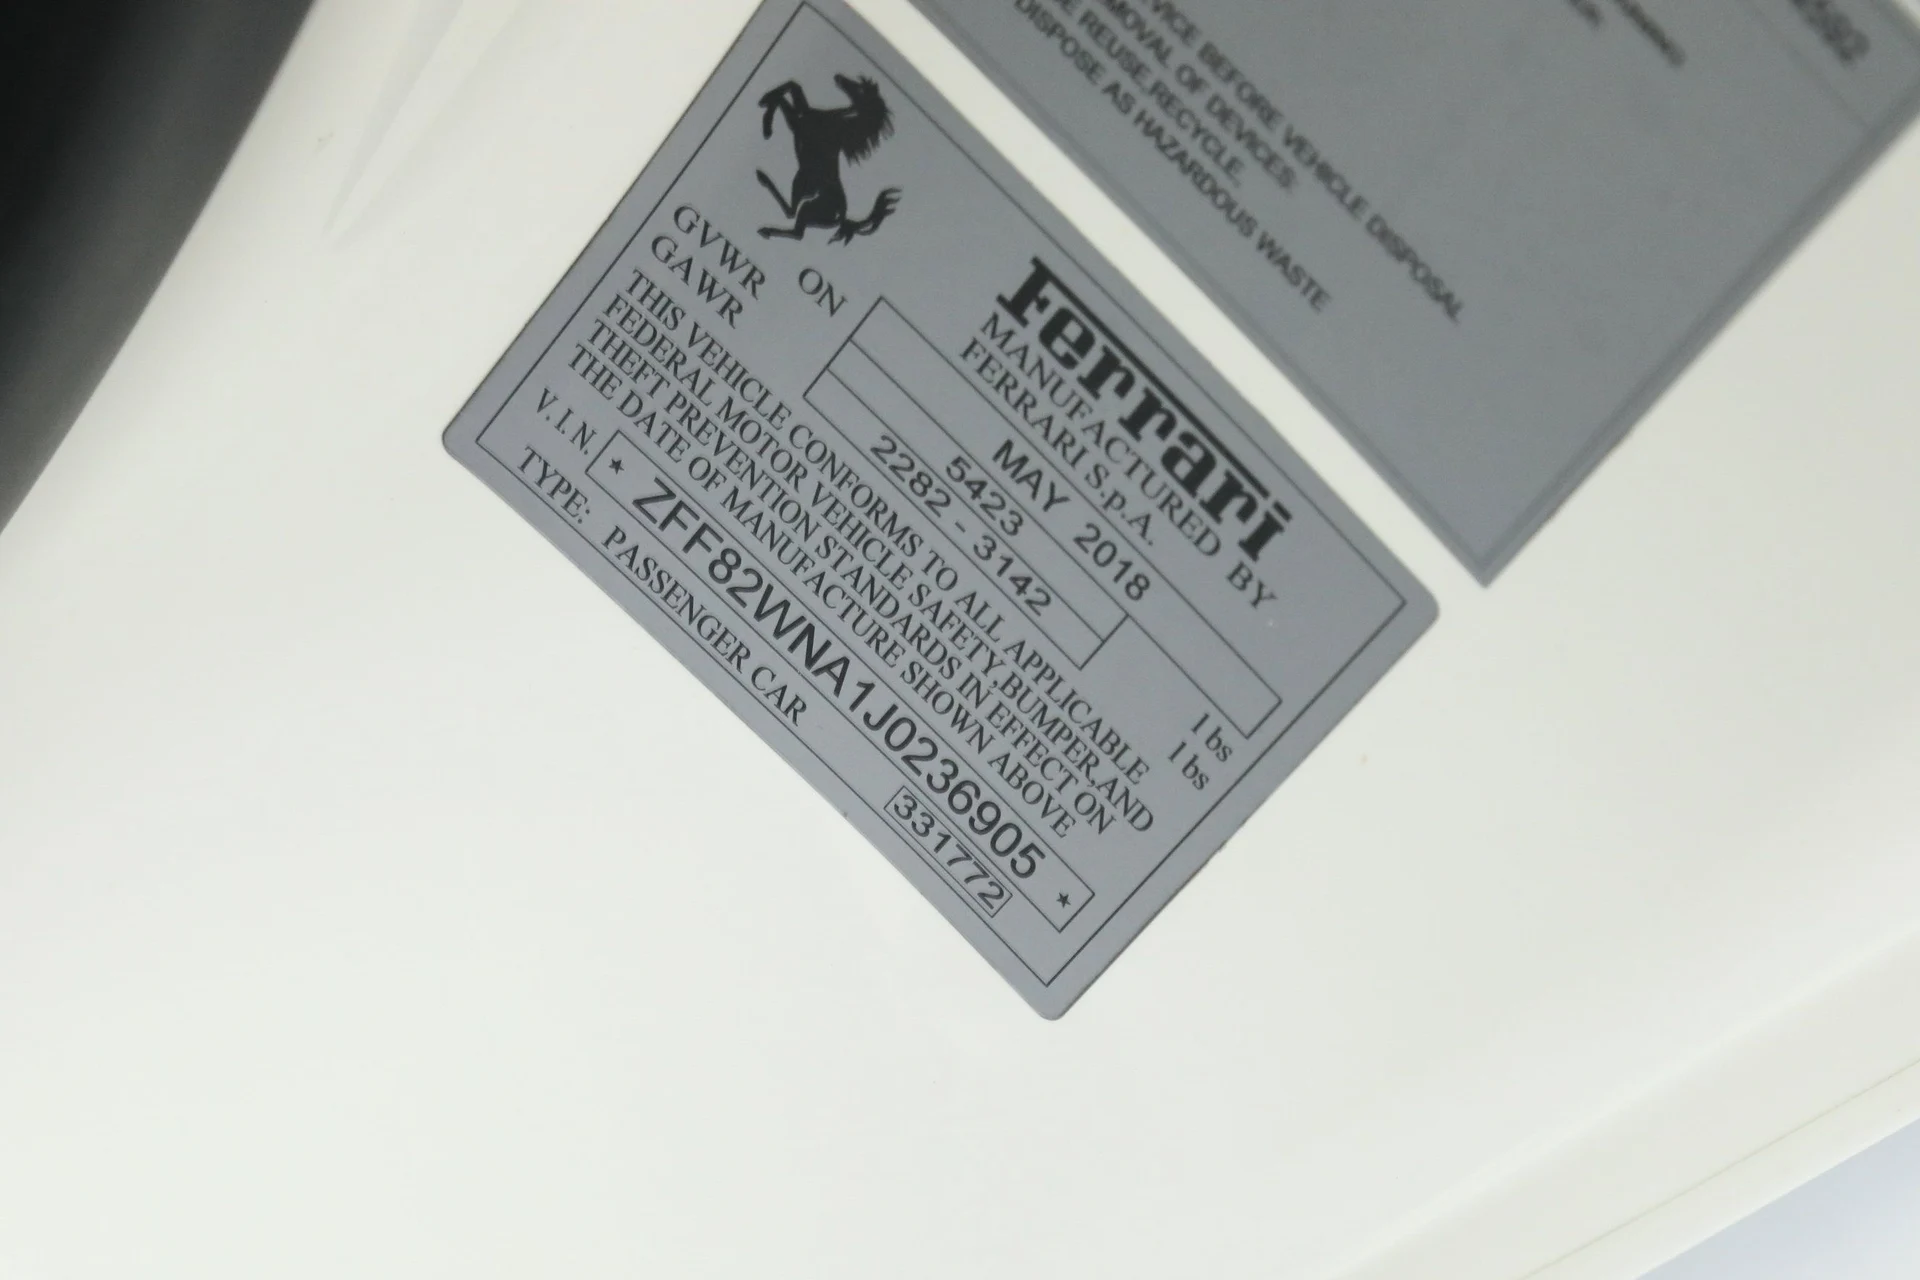 VICE BEFORE VEHICLE DISPOSAL
MOVAL OF DEVICES.
E REUSE,RECYCLE.
DISPOSE AS HAZARDOUS WASTE
Ferrari
MANUFACTURED BY
FERRARI S.p.A.
ON MAY 2018
GVWR 5423 lbs
GAWR 2282 - 3142 lbs
THIS VEHICLE CONFORMS TO ALL APPLICABLE
FEDERAL MOTOR VEHICLE SAFETY,BUMPER,AND
THEFT PREVENTION STANDARDS IN EFFECT ON
THE DATE OF MANUFACTURE SHOWN ABOVE
V.I.N. ★ ZFF82WNA1J0236905 ★
TYPE: PASSENGER CAR 331772